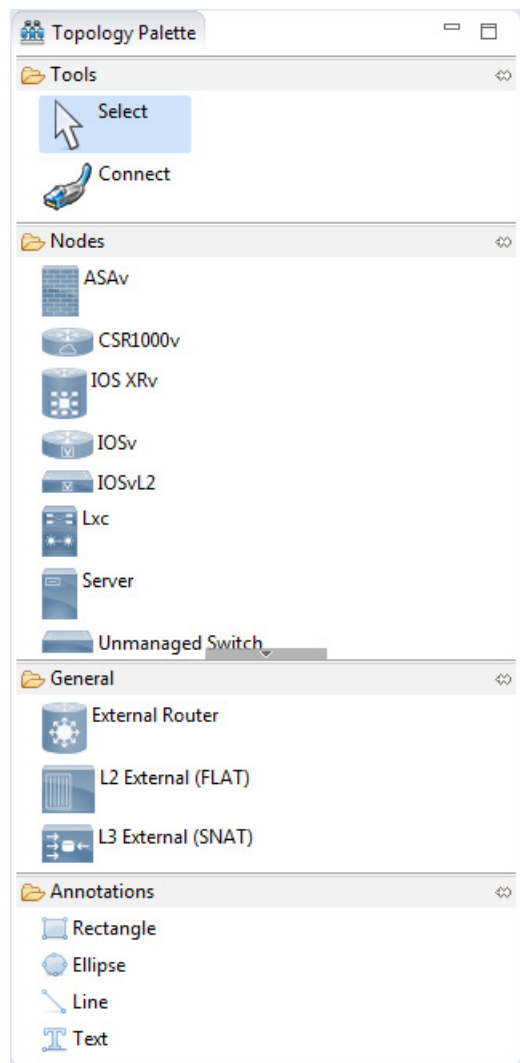 Topology Palette
Tools
Select
Connect
Nodes
ASAv
CSR1000v
IOS XRv
IOSv
IOSvL2
Lxc
Server
Unmanaged Switch
General
External Router
L2 External (FLAT)
L3 External (SNAT)
Annotations
Rectangle
Ellipse
Line
Text